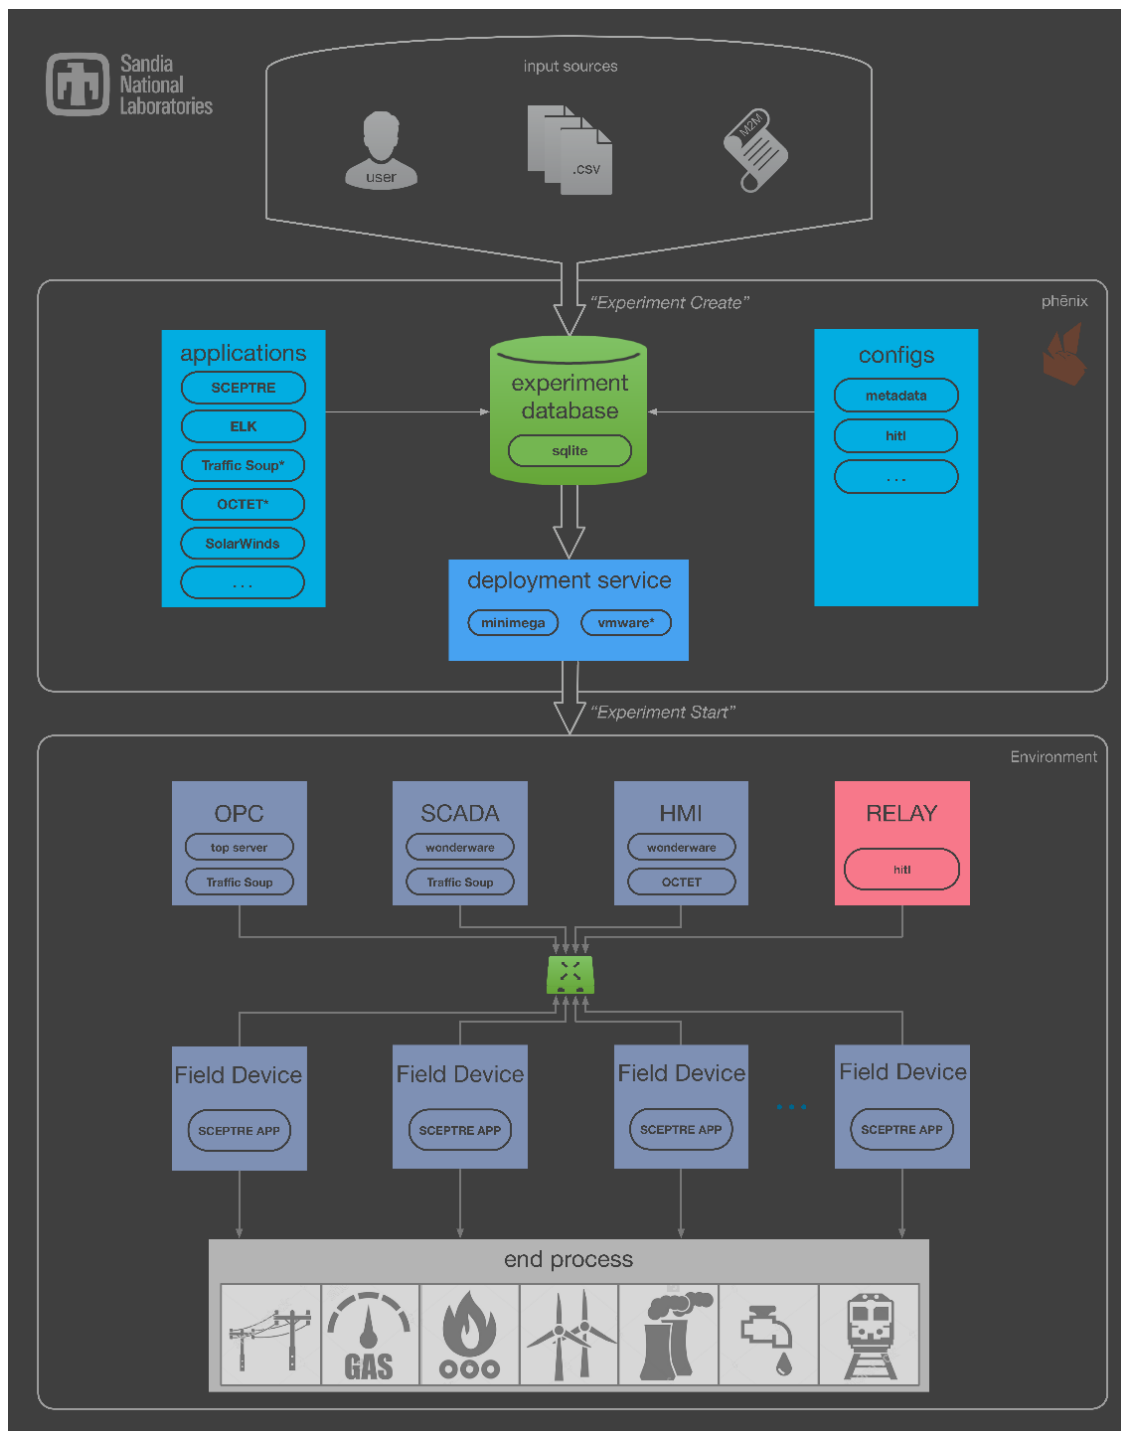 Sandia
National
Laboratories
input sources
user
.CSV
M2M
"Experiment Create"
phēnix
applications
SCEPTRE
ELK
Traffic Soup*
OCTET*
SolarWinds
. . .
experiment
database
sqlite
configs
metadata
hitl
. . .
deployment service
minimega
vmware*
"Experiment Start"
Environment
OPC
top server
Traffic Soup
SCADA
wonderware
Traffic Soup
HMI
wonderware
OCTET
RELAY
hitl
Field Device
SCEPTRE APP
Field Device
SCEPTRE APP
Field Device
SCEPTRE APP
. . .
Field Device
SCEPTRE APP
end process
GAS